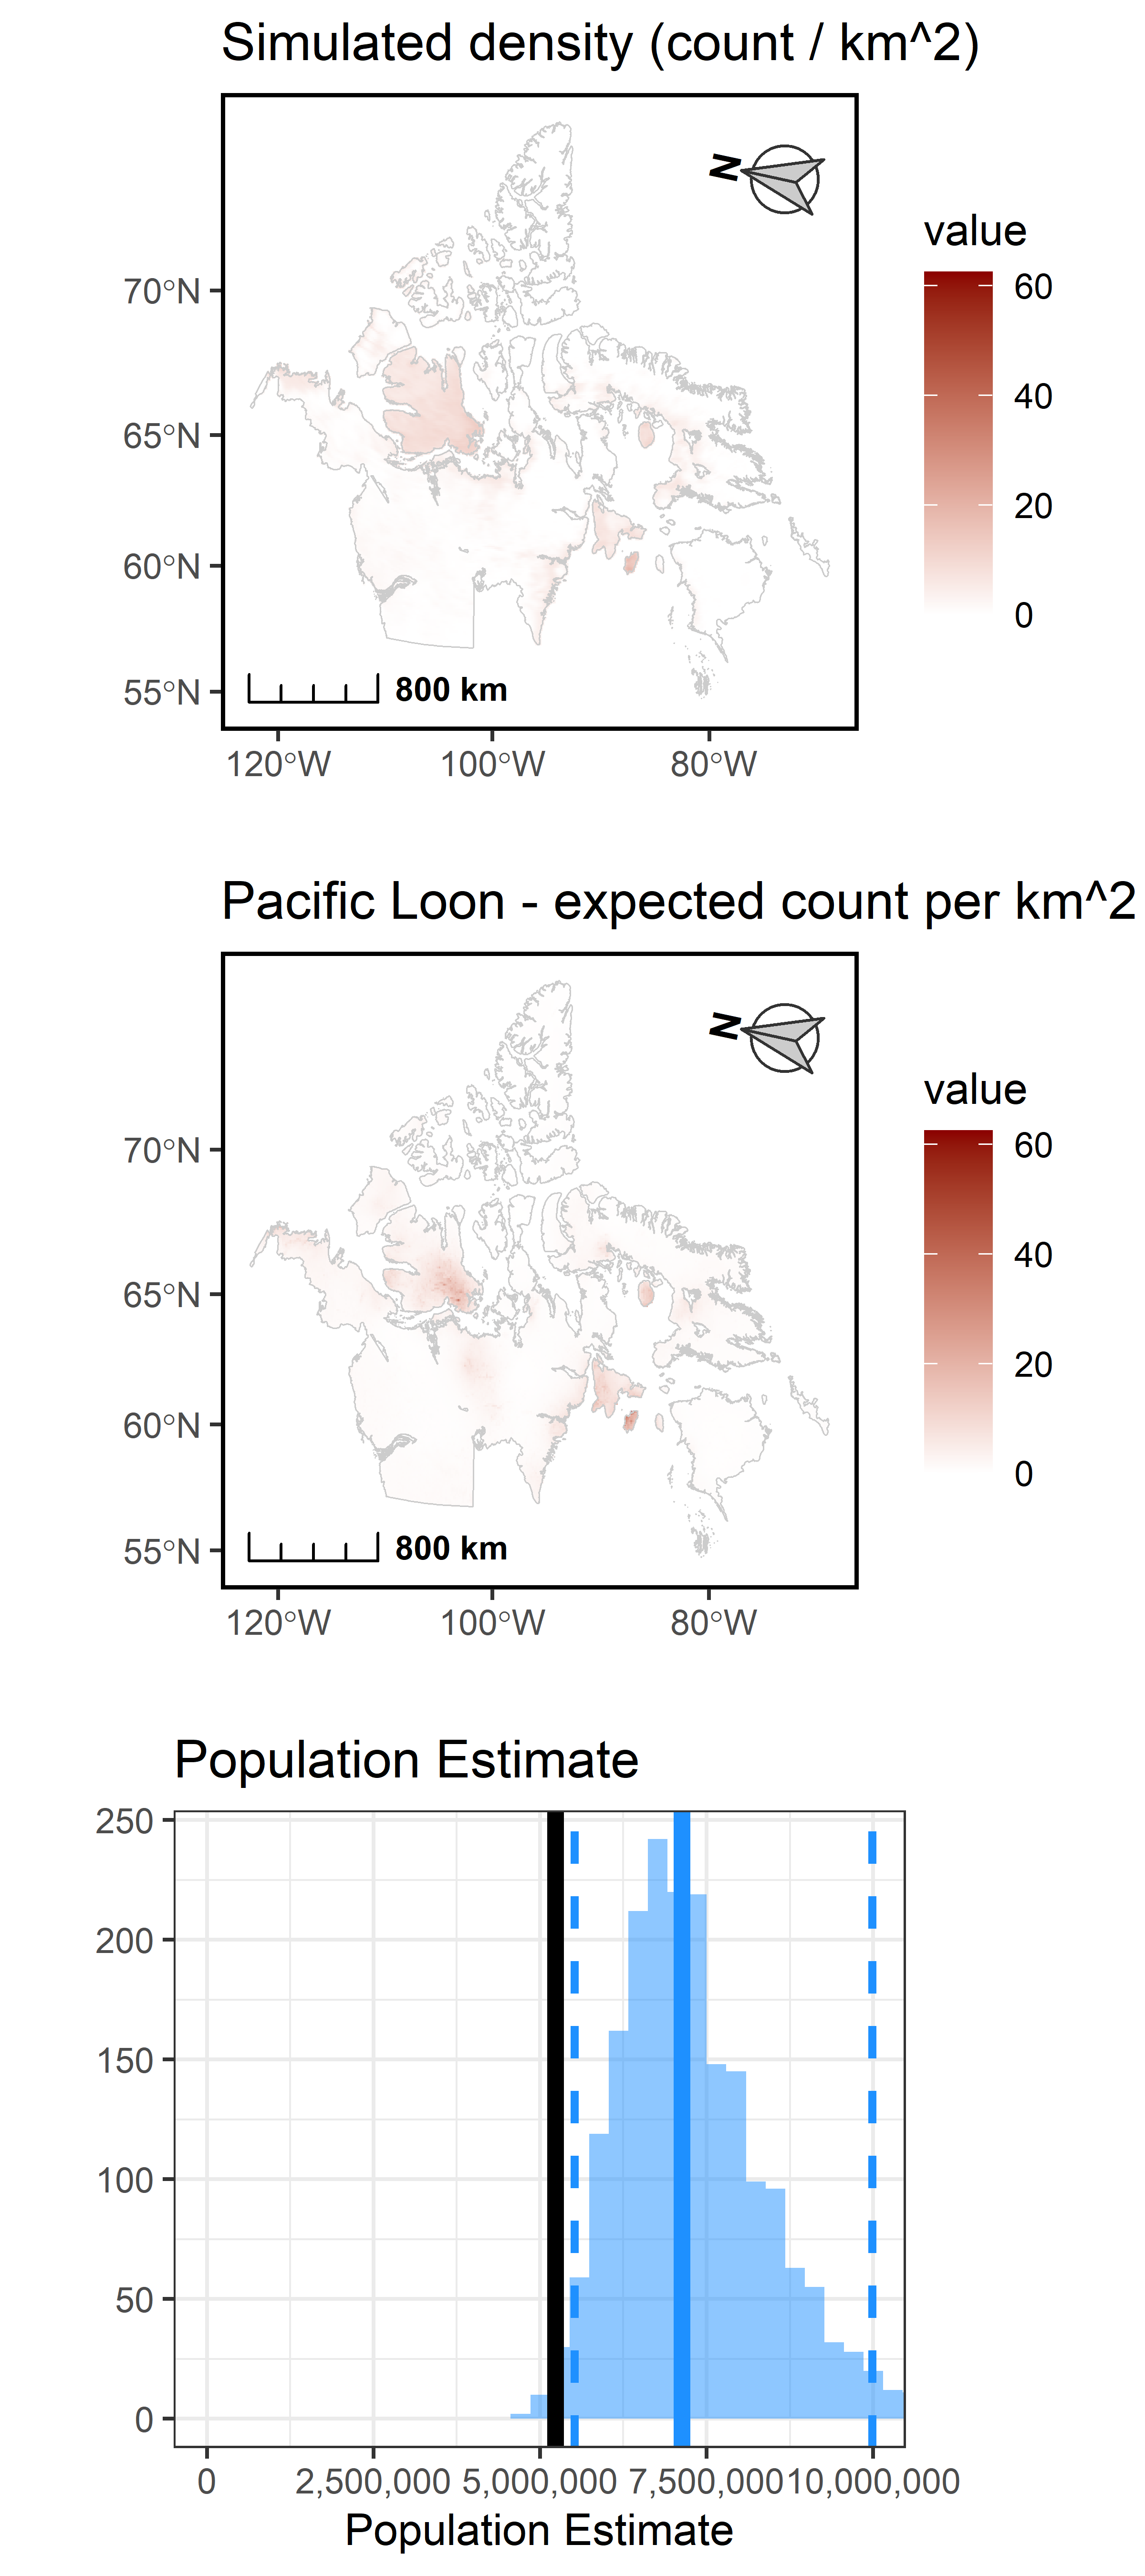 Simulated density (count / km^2)
N
value
60
40
20
0
70°N
65°N
60°N
55°N
800 km
120°W 100°W 80°W
Pacific Loon - expected count per km^2
N
value
60
40
20
0
70°N
65°N
60°N
55°N
800 km
120°W 100°W 80°W
Population Estimate
250
200
150
100
50
0
0 2,500,000 5,000,000 7,500,000 10,000,000
Population Estimate